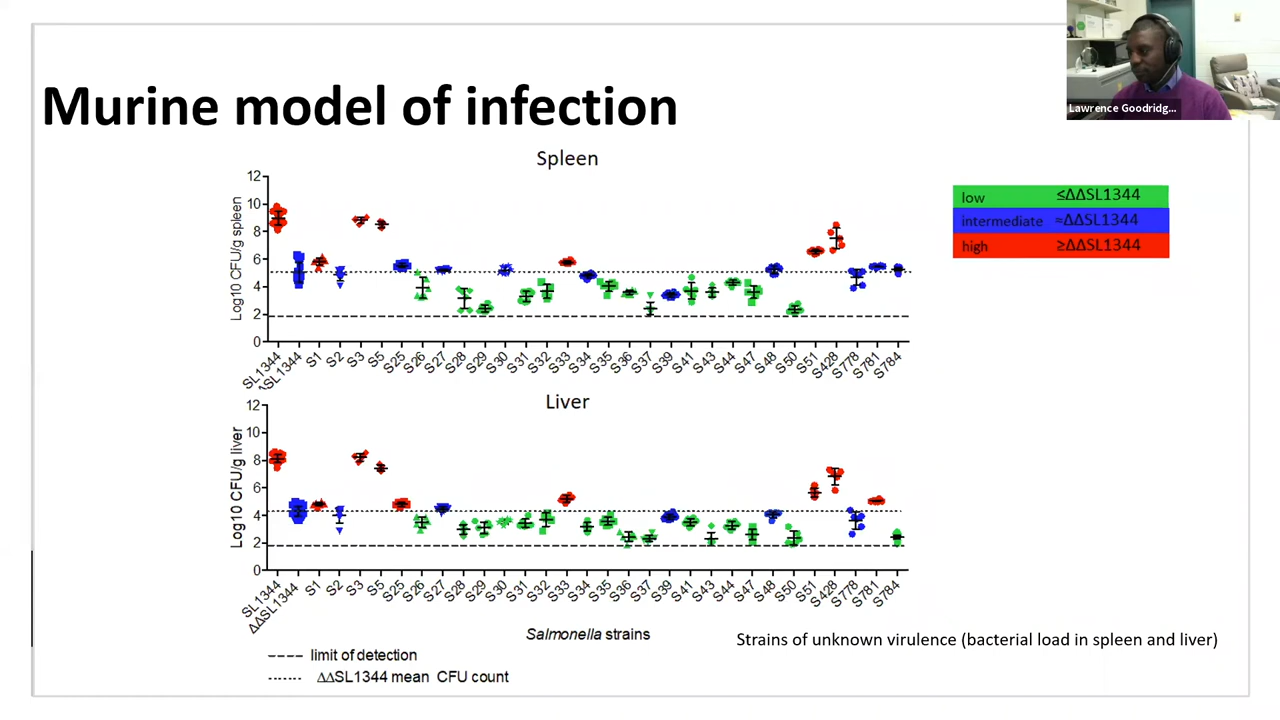 Lawrence Goodridg...
Murine model of infection
Spleen
low ≤ΔΔSL1344
intermediate =ΔΔSL1344
high ≥ΔΔSL1344
Log10 CFU/g spleen
12
10
8
6
4
2
0
SL1344 ΔSL1344 S1 S2 S3 S5 S25 S26 S27 S28 S29 S30 S31 S32 S33 S34 S35 S36 S37 S39 S41 S43 S44 S47 S48 S50 S51 S428 S778 S781 S784
Liver
Log10 CFU/g liver
12
10
8
6
4
2
0
SL1344 ΔΔSL1344 S1 S2 S3 S5 S25 S26 S27 S28 S29 S30 S31 S32 S33 S34 S35 S36 S37 S39 S41 S43 S44 S47 S48 S50 S51 S428 S778 S781 S784
Salmonella strains
Strains of unknown virulence (bacterial load in spleen and liver)
limit of detection
ΔΔSL1344 mean CFU count